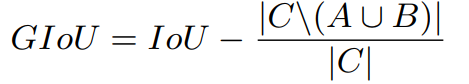 GIoU = IoU − |C\(A ∪ B)| / |C|